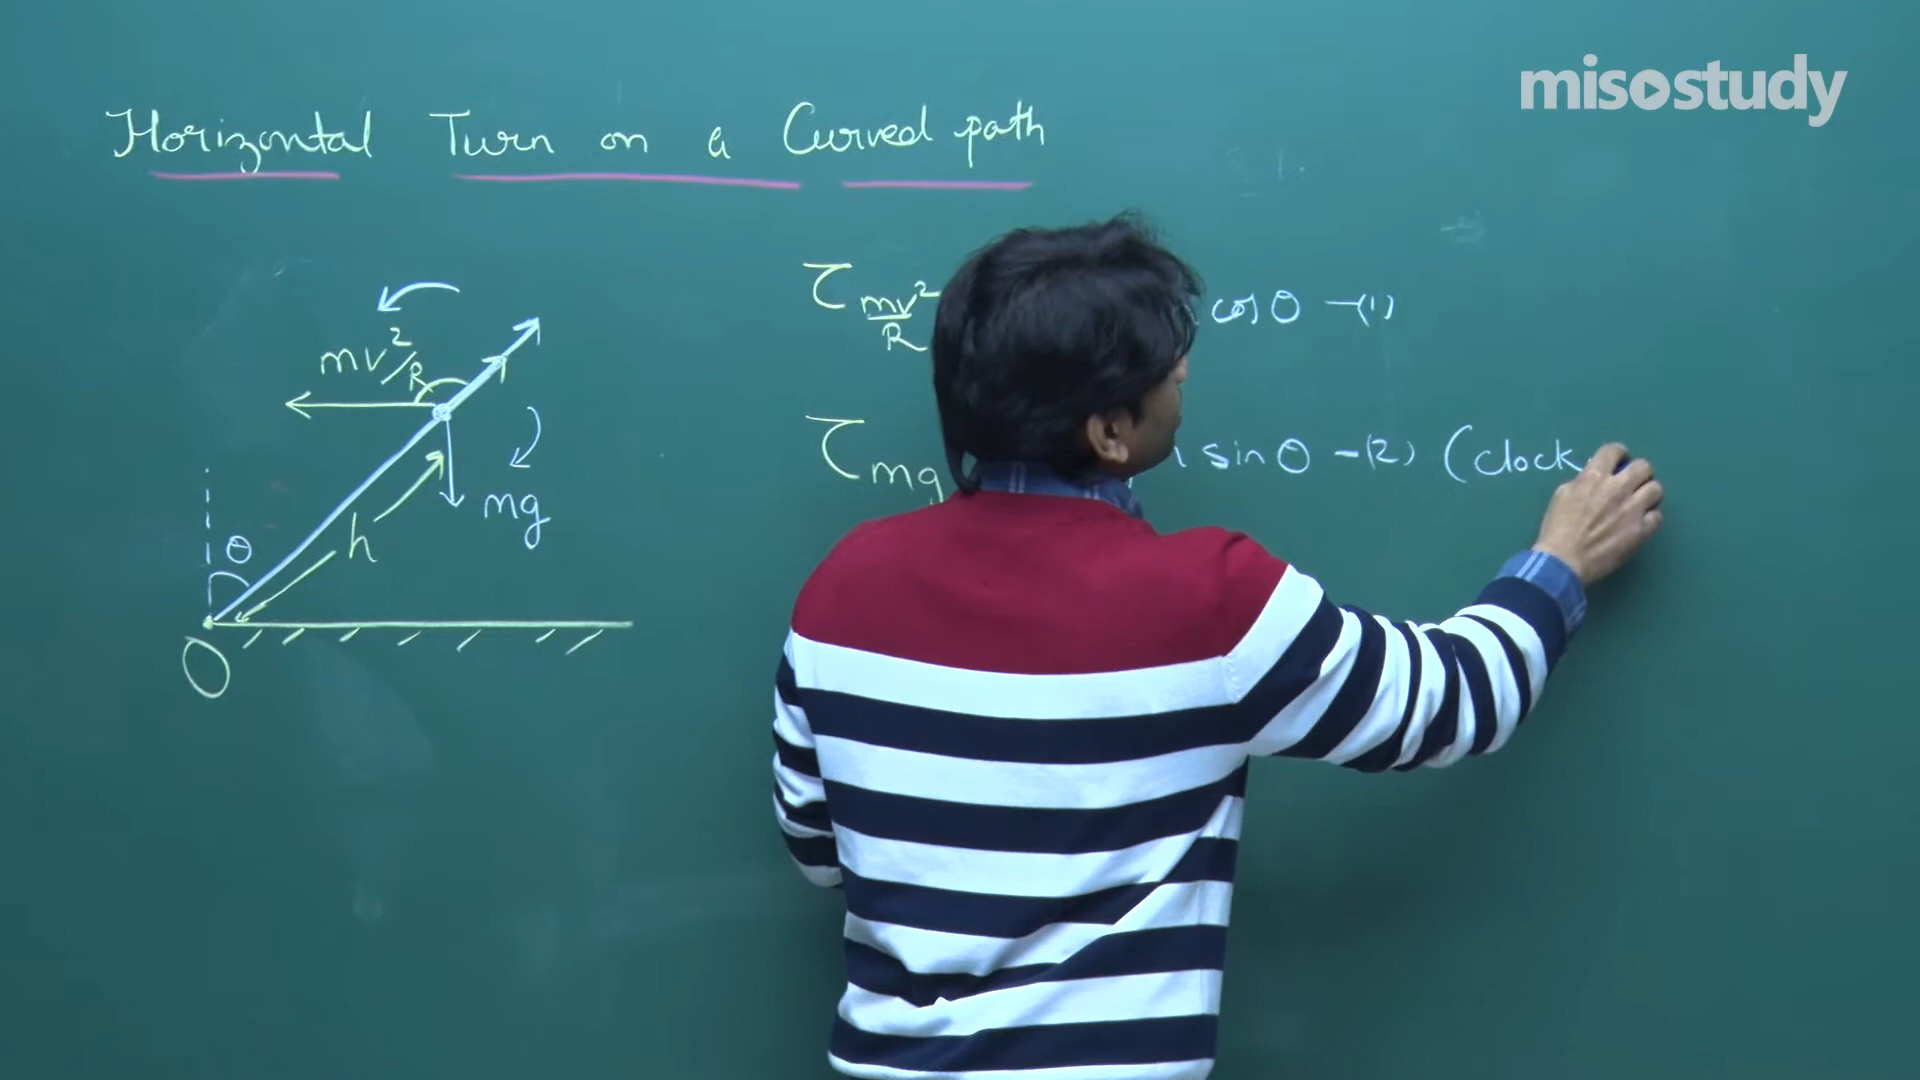 misostudy
Horizontal Turn on a Curved path
τ mv²/R cos θ –(1)
mv²/R
τ mg sin θ –(2) (clock
mg
θ
h
O